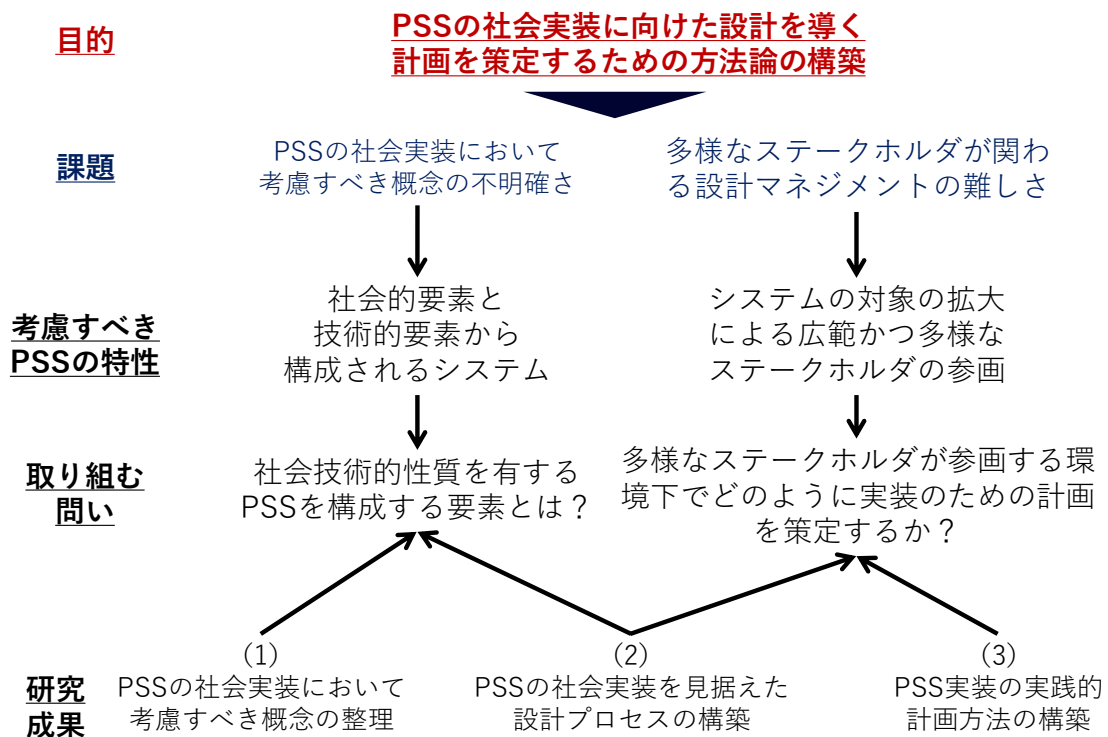 目的
PSSの社会実装に向けた設計を導く
計画を策定するための方法論の構築
課題
PSSの社会実装において
考慮すべき概念の不明確さ
多様なステークホルダが関わ
る設計マネジメントの難しさ
考慮すべき
PSSの特性
社会的要素と
技術的要素から
構成されるシステム
システムの対象の拡大
による広範かつ多様な
ステークホルダの参画
取り組む
問い
社会技術的性質を有する
PSSを構成する要素とは？
多様なステークホルダが参画する環
境下でどのように実装のための計画
を策定するか？
研究
成果
(1)
PSSの社会実装において
考慮すべき概念の整理
(2)
PSSの社会実装を見据えた
設計プロセスの構築
(3)
PSS実装の実践的
計画方法の構築